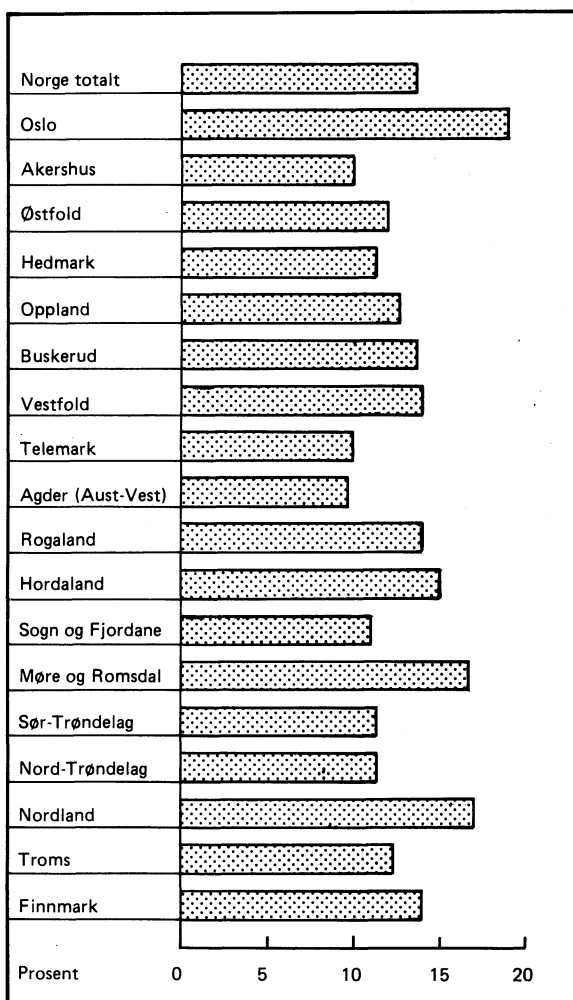 Norge totalt
Oslo
Akershus
Østfold
Hedmark
Oppland
Buskerud
Vestfold
Telemark
Agder (Aust-Vest)
Rogaland
Hordaland
Sogn og Fjordane
Møre og Romsdal
Sør-Trøndelag
Nord-Trøndelag
Nordland
Troms
Finnmark
Prosent 0 5 10 15 20